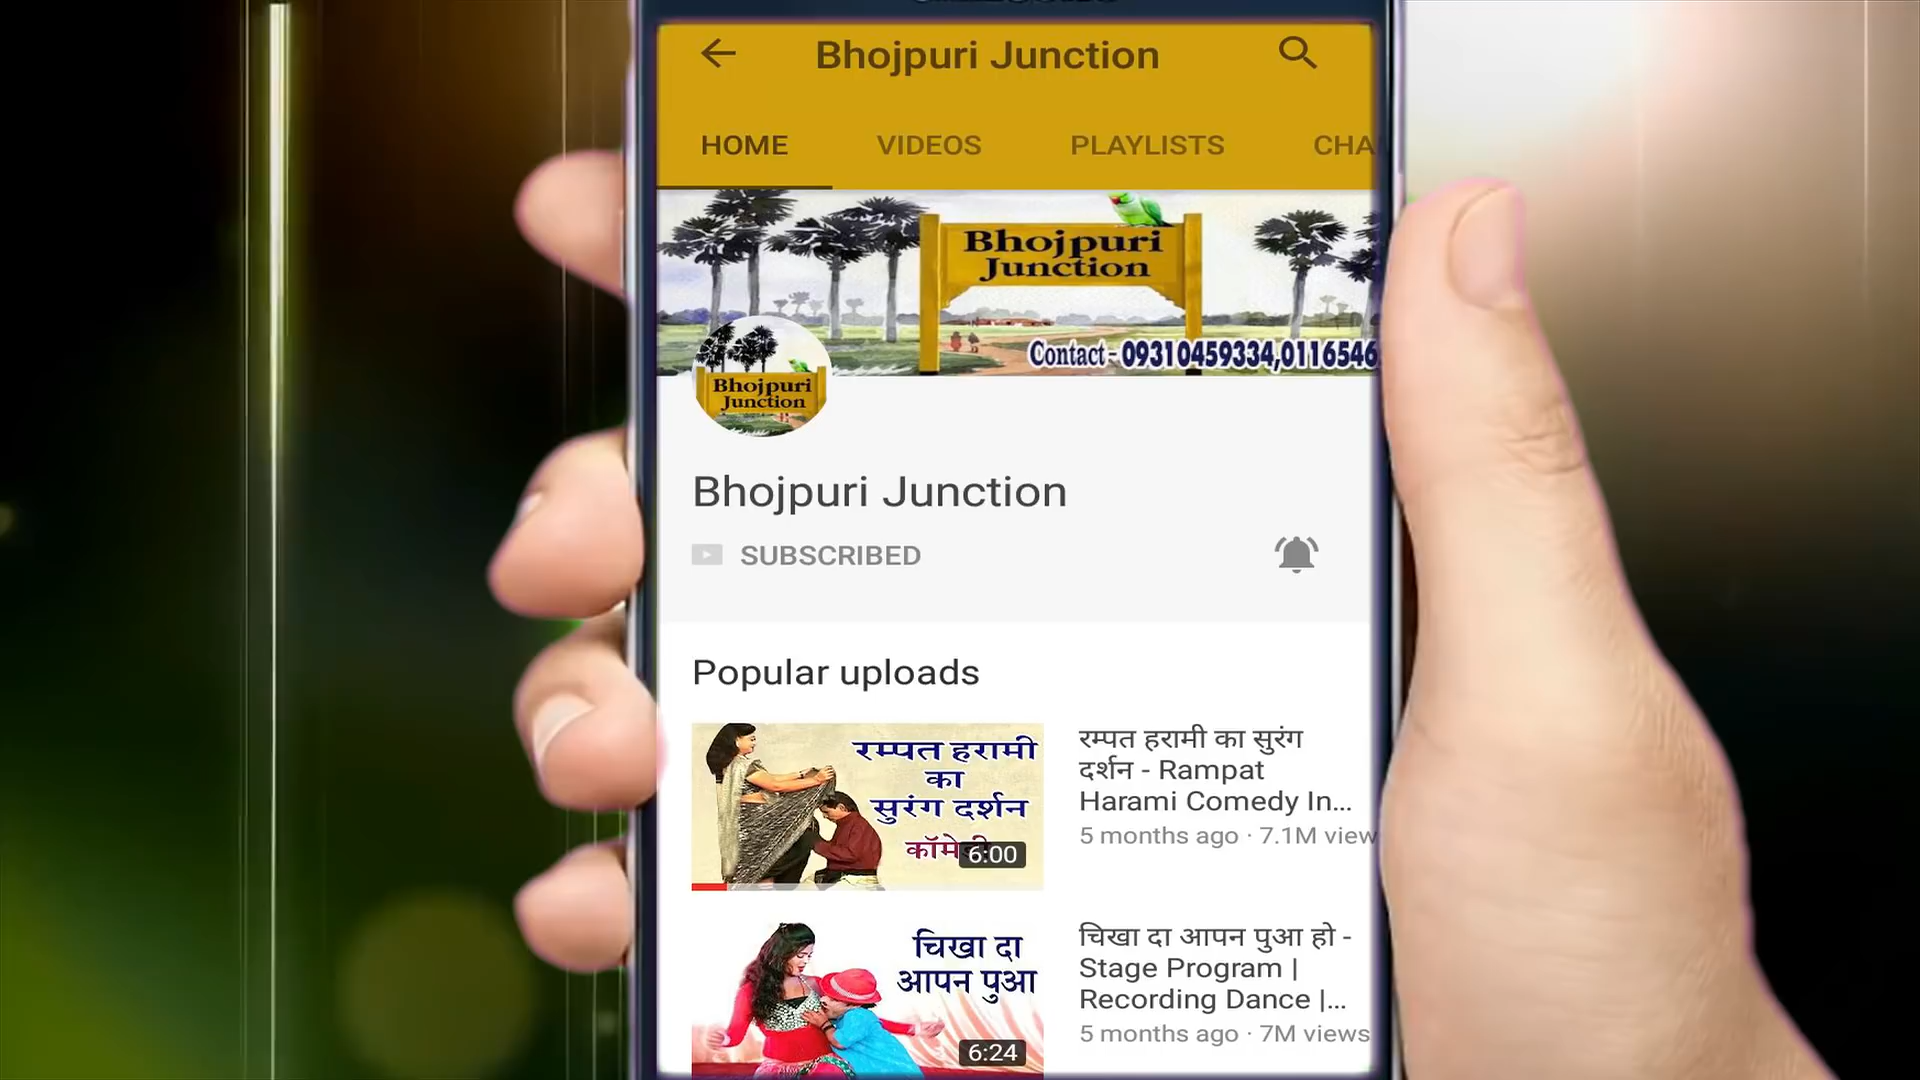 Bhojpuri Junction
HOME VIDEOS PLAYLISTS CHA
Bhojpuri
Junction
Contact - 09310459334,0116546
Bhojpuri
Junction
Bhojpuri Junction
SUBSCRIBED
Popular uploads
रम्पत हरामी
का
सुरंग दर्शन
6:00
रम्पत हरामी का सुरंग
दर्शन - Rampat
Harami Comedy In...
5 months ago · 7.1M view
चिखा दा
आपन पुआ
6:24
चिखा दा आपन पुआ हो -
Stage Program |
Recording Dance |...
5 months ago · 7M views